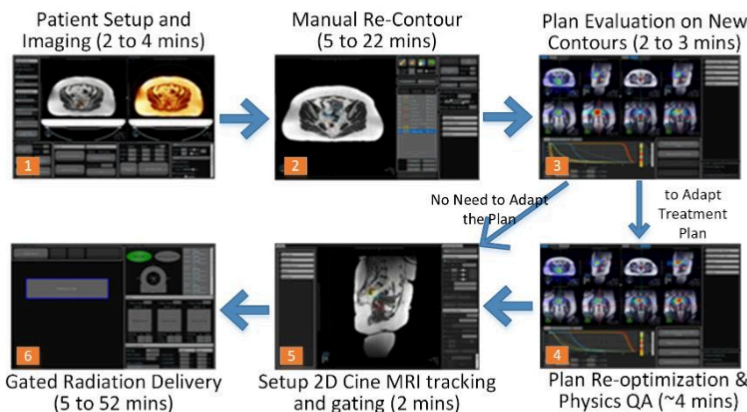 Patient Setup and
Imaging (2 to 4 mins)
Manual Re-Contour
(5 to 22 mins)
Plan Evaluation on New
Contours (2 to 3 mins)
1
2
3
No Need to Adapt
the Plan
to Adapt
Treatment
Plan
6
5
4
Gated Radiation Delivery
(5 to 52 mins)
Setup 2D Cine MRI tracking
and gating (2 mins)
Plan Re-optimization &
Physics QA (~4 mins)